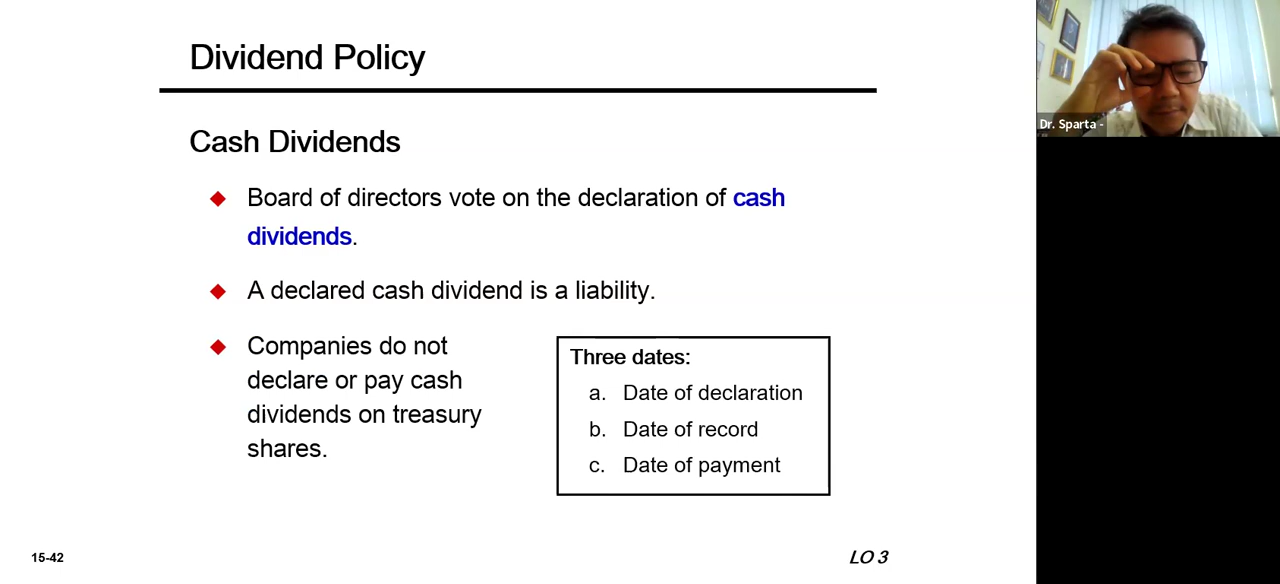 Dividend Policy
Cash Dividends
Board of directors vote on the declaration of cash
dividends.
A declared cash dividend is a liability.
Companies do not
declare or pay cash
dividends on treasury
shares.
Three dates:
a. Date of declaration
b. Date of record
c. Date of payment
15-42
LO 3
Dr. Sparta -